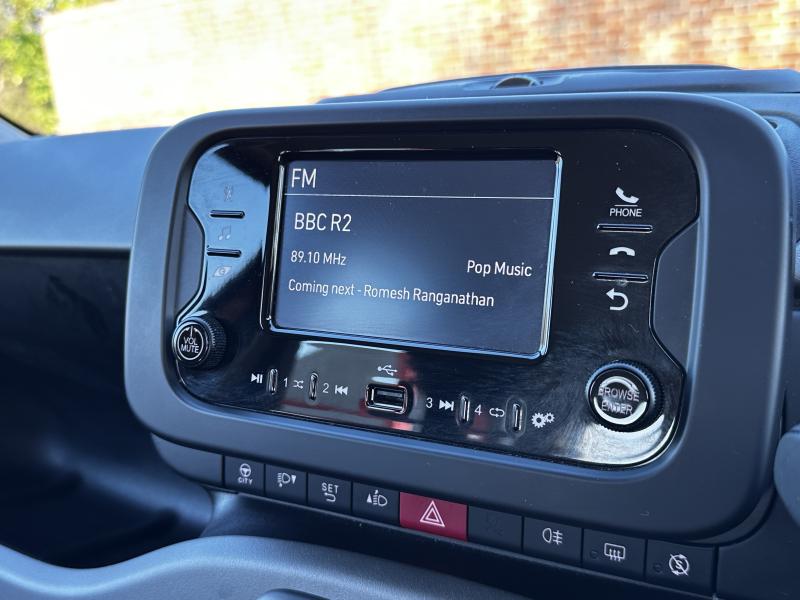 FM
BBC R2
89.10 MHz
Pop Music
Coming next - Romesh Ranganathan
PHONE
VOL
MUTE
1
2
3
4
BROWSE
ENTER
CITY
SET